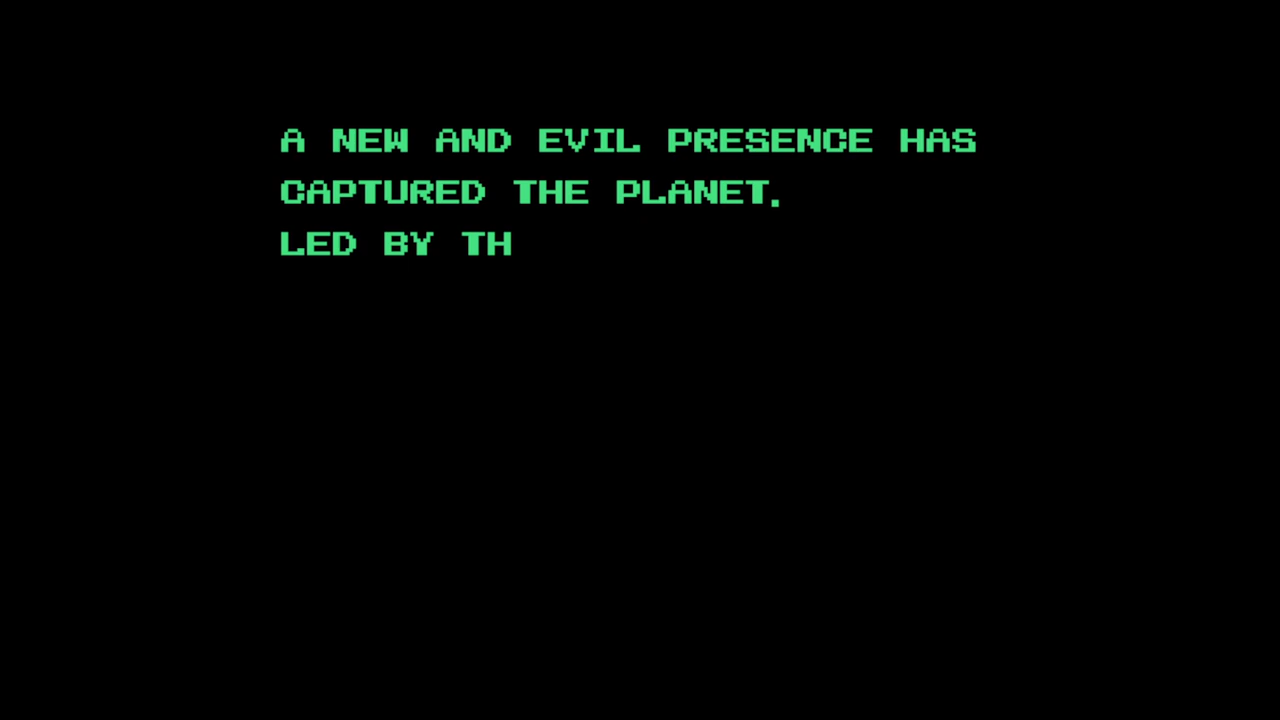 A NEW AND EVIL PRESENCE HAS
CAPTURED THE PLANET.
LED BY TH